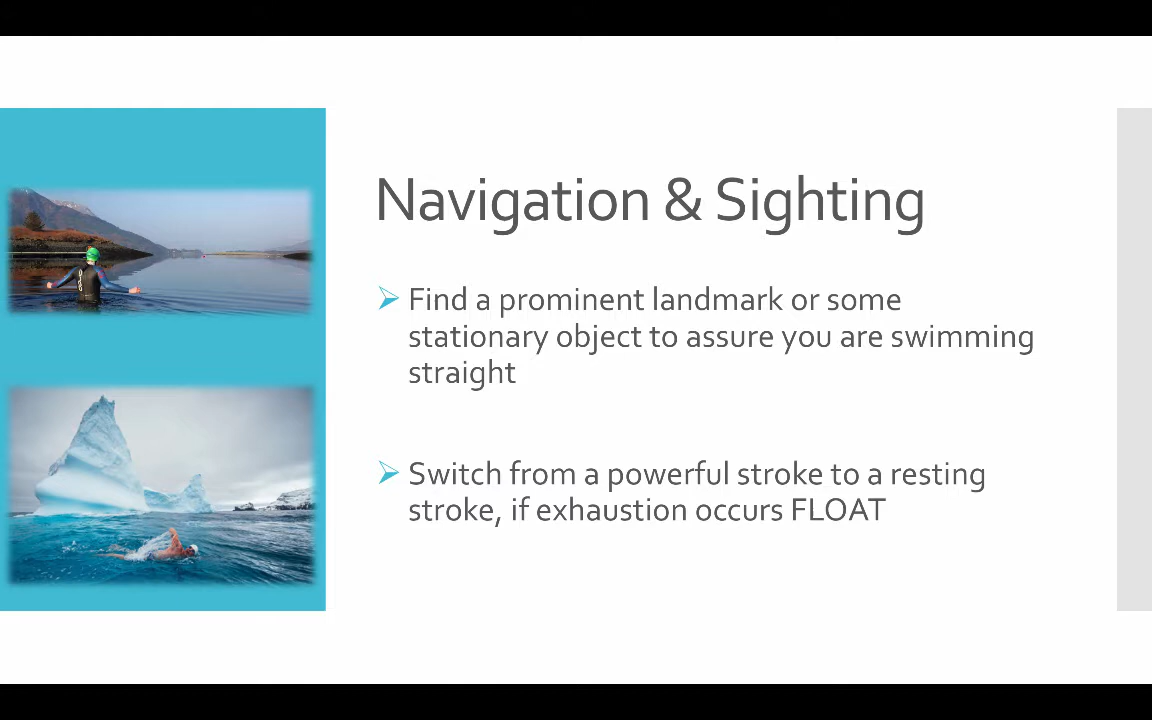 Navigation & Sighting
Find a prominent landmark or some
stationary object to assure you are swimming
straight
Switch from a powerful stroke to a resting
stroke, if exhaustion occurs FLOAT